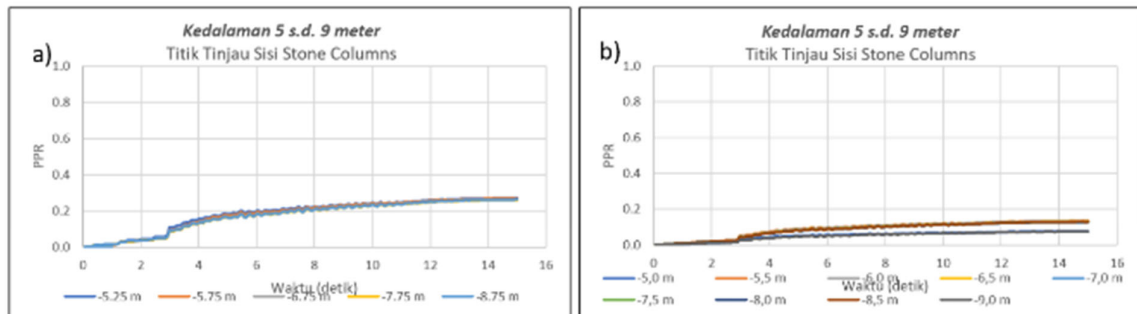 Kedalaman 5 s.d. 9 meter
a)
Titik Tinjau Sisi Stone Columns
1.0
0.8
0.6
0.4
0.2
0.0
PPR
0 2 4 6 8 10 12 14 16
Waktu (detik)
-5.25 m -5.75 m -6.75 m -7.75 m -8.75 m
Kedalaman 5 s.d. 9 meter
b)
Titik Tinjau Sisi Stone Columns
1.0
0.8
0.6
0.4
0.2
0.0
PPR
0 2 4 6 8 10 12 14 16
Waktu (detik)
-5,0 m -5,5 m -6,0 m -6,5 m -7,0 m
-7,5 m -8,0 m -8,5 m -9,0 m